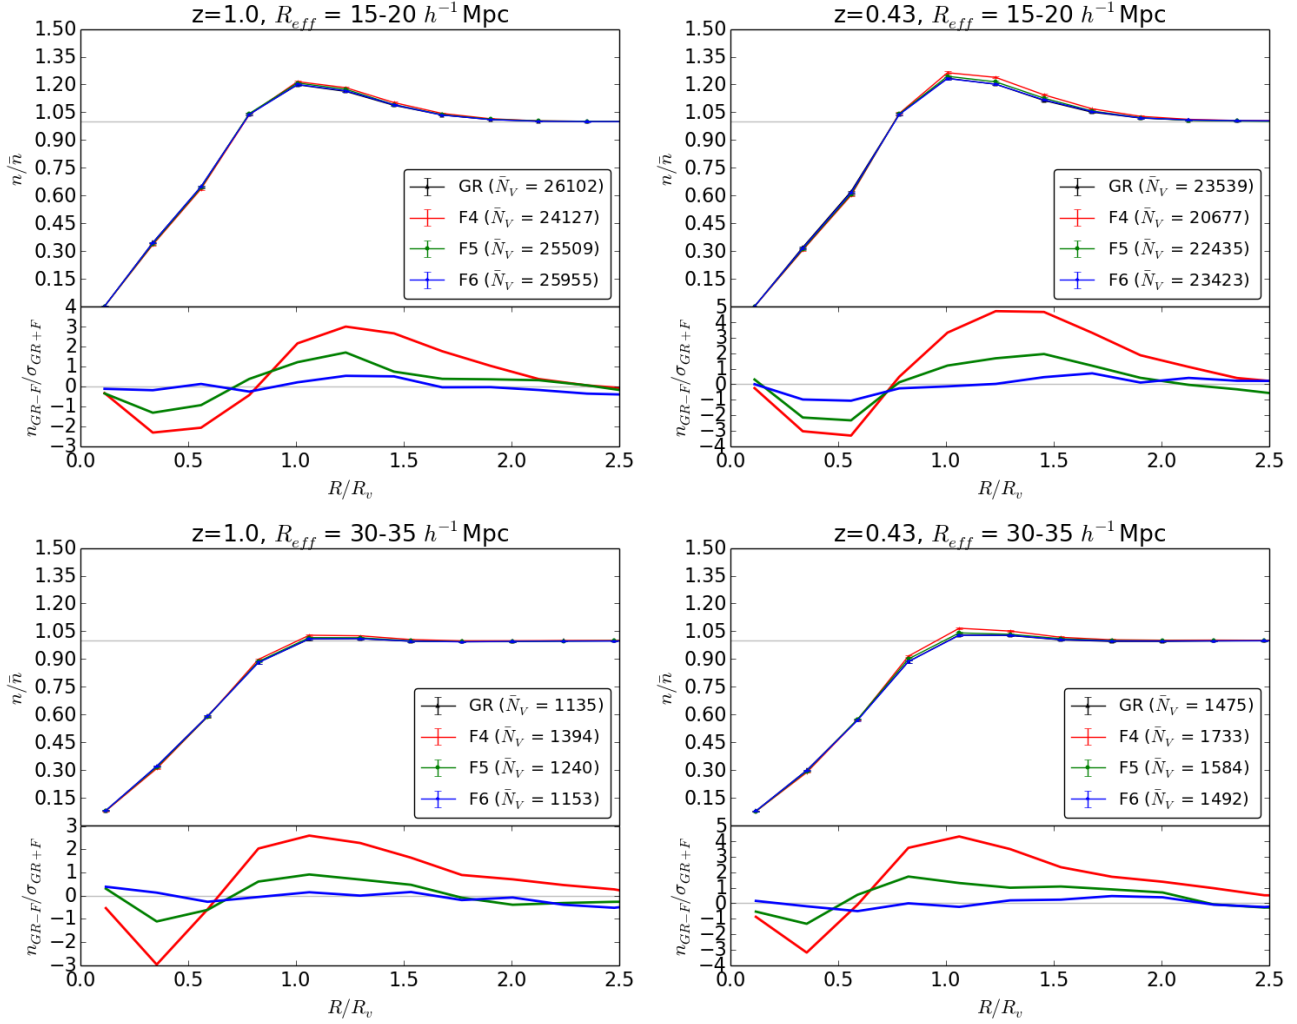 z=1.0, R_eff = 15-20 h^-1 Mpc
1.50
1.35
1.20
1.05
0.90
0.75
0.60
0.45
0.30
0.15
n/n̄
GR (N̄_V = 26102)
F4 (N̄_V = 24127)
F5 (N̄_V = 25509)
F6 (N̄_V = 25955)
4
3
2
1
0
−1
−2
−3
n_GR−F/σ_GR+F
0.0 0.5 1.0 1.5 2.0 2.5
R/R_v
z=0.43, R_eff = 15-20 h^-1 Mpc
1.50
1.35
1.20
1.05
0.90
0.75
0.60
0.45
0.30
0.15
n/n̄
GR (N̄_V = 23539)
F4 (N̄_V = 20677)
F5 (N̄_V = 22435)
F6 (N̄_V = 23423)
5
4
3
2
1
0
−1
−2
−3
−4
n_GR−F/σ_GR+F
0.0 0.5 1.0 1.5 2.0 2.5
R/R_v
z=1.0, R_eff = 30-35 h^-1 Mpc
1.50
1.35
1.20
1.05
0.90
0.75
0.60
0.45
0.30
0.15
n/n̄
GR (N̄_V = 1135)
F4 (N̄_V = 1394)
F5 (N̄_V = 1240)
F6 (N̄_V = 1153)
3
2
1
0
−1
−2
−3
n_GR−F/σ_GR+F
0.0 0.5 1.0 1.5 2.0 2.5
R/R_v
z=0.43, R_eff = 30-35 h^-1 Mpc
1.50
1.35
1.20
1.05
0.90
0.75
0.60
0.45
0.30
0.15
n/n̄
GR (N̄_V = 1475)
F4 (N̄_V = 1733)
F5 (N̄_V = 1584)
F6 (N̄_V = 1492)
5
4
3
2
1
0
−1
−2
−3
−4
n_GR−F/σ_GR+F
0.0 0.5 1.0 1.5 2.0 2.5
R/R_v